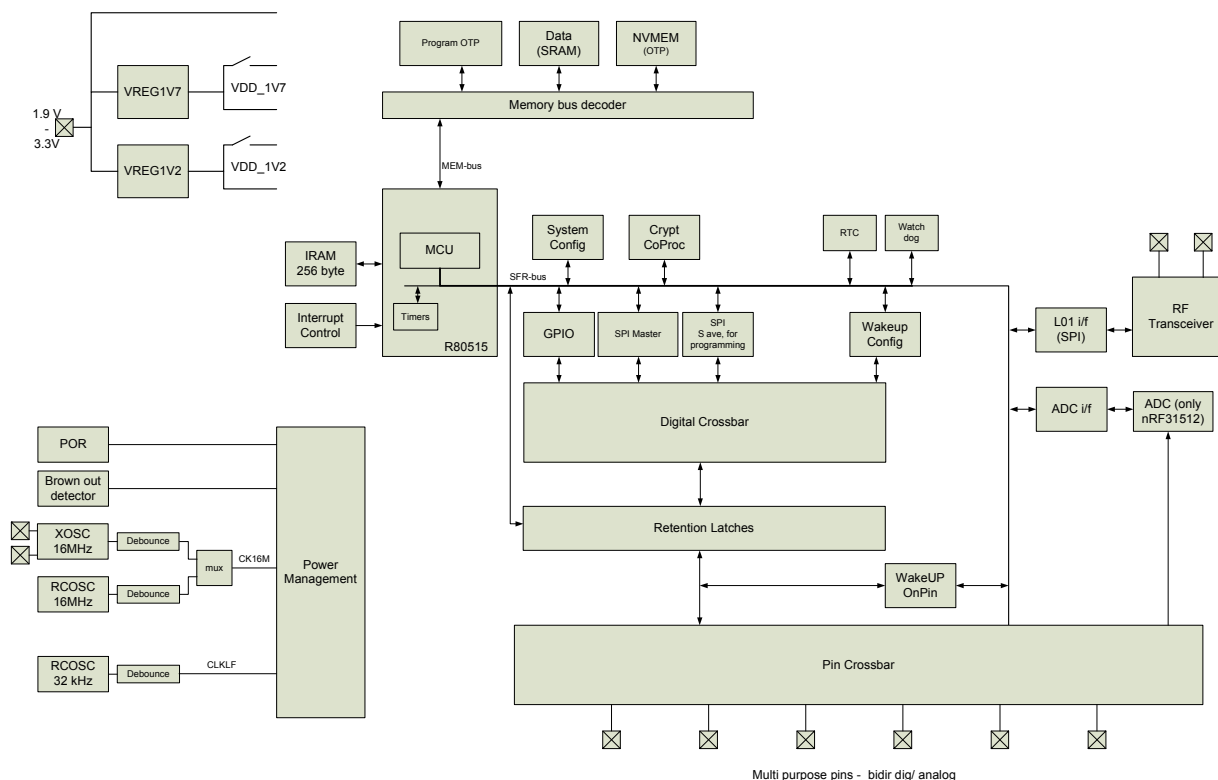 Program OTP
Data
(SRAM)
NVMEM
(OTP)
VREG1V7
VDD_1V7
Memory bus decoder
1.9 V
-
3.3V
VREG1V2
VDD_1V2
MEM-bus
MCU
System
Config
Crypt
CoProc
RTC
Watch
dog
IRAM
256 byte
SFR-bus
Interrupt
Control
Timers
R80515
GPIO
SPI Master
SPI
S ave, for
programming
Wakeup
Config
L01 i/f
(SPI)
RF
Transceiver
Digital Crossbar
ADC i/f
ADC (only
nRF31512)
POR
Brown out
detector
XOSC
16MHz
Debounce
mux
CK16M
Power
Management
RCOSC
16MHz
Debounce
Retention Latches
WakeUP
OnPin
RCOSC
32 kHz
Debounce
CLKLF
Pin Crossbar
Multi purpose pins - bidir dig/ analog